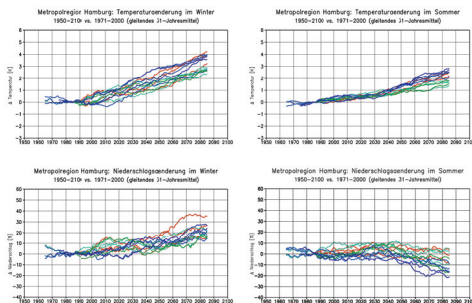 Metropolregion Hamburg: Temperaturaenderung im Winter
1950−2100 vs. 1971−2000 (gleitendes 31−Jahresmittel)
Δ Temperatur [K]
6
5
4
3
2
1
0
−1
−2
−3
1950 1960 1970 1980 1990 2000 2010 2020 2030 2040 2050 2060 2070 2080 2090 2100
Metropolregion Hamburg: Temperaturaenderung im Sommer
1950−2100 vs. 1971−2000 (gleitendes 31−Jahresmittel)
Δ Temperatur [K]
6
5
4
3
2
1
0
−1
−2
−3
1950 1960 1970 1980 1990 2000 2010 2020 2030 2040 2050 2060 2070 2080 2090 2100
Metropolregion Hamburg: Niederschlagsaenderung im Winter
1950−2100 vs. 1971−2000 (gleitendes 31−Jahresmittel)
Δ Niederschlag [%]
60
50
40
30
20
10
0
−10
−20
−30
−40
1950 1960 1970 1980 1990 2000 2010 2020 2030 2040 2050 2060 2070 2080 2090 2100
Metropolregion Hamburg: Niederschlagsaenderung im Sommer
1950−2100 vs. 1971−2000 (gleitendes 31−Jahresmittel)
Δ Niederschlag [%]
60
50
40
30
20
10
0
−10
−20
−30
−40
1950 1960 1970 1980 1990 2000 2010 2020 2030 2040 2050 2060 2070 2080 2090 2100